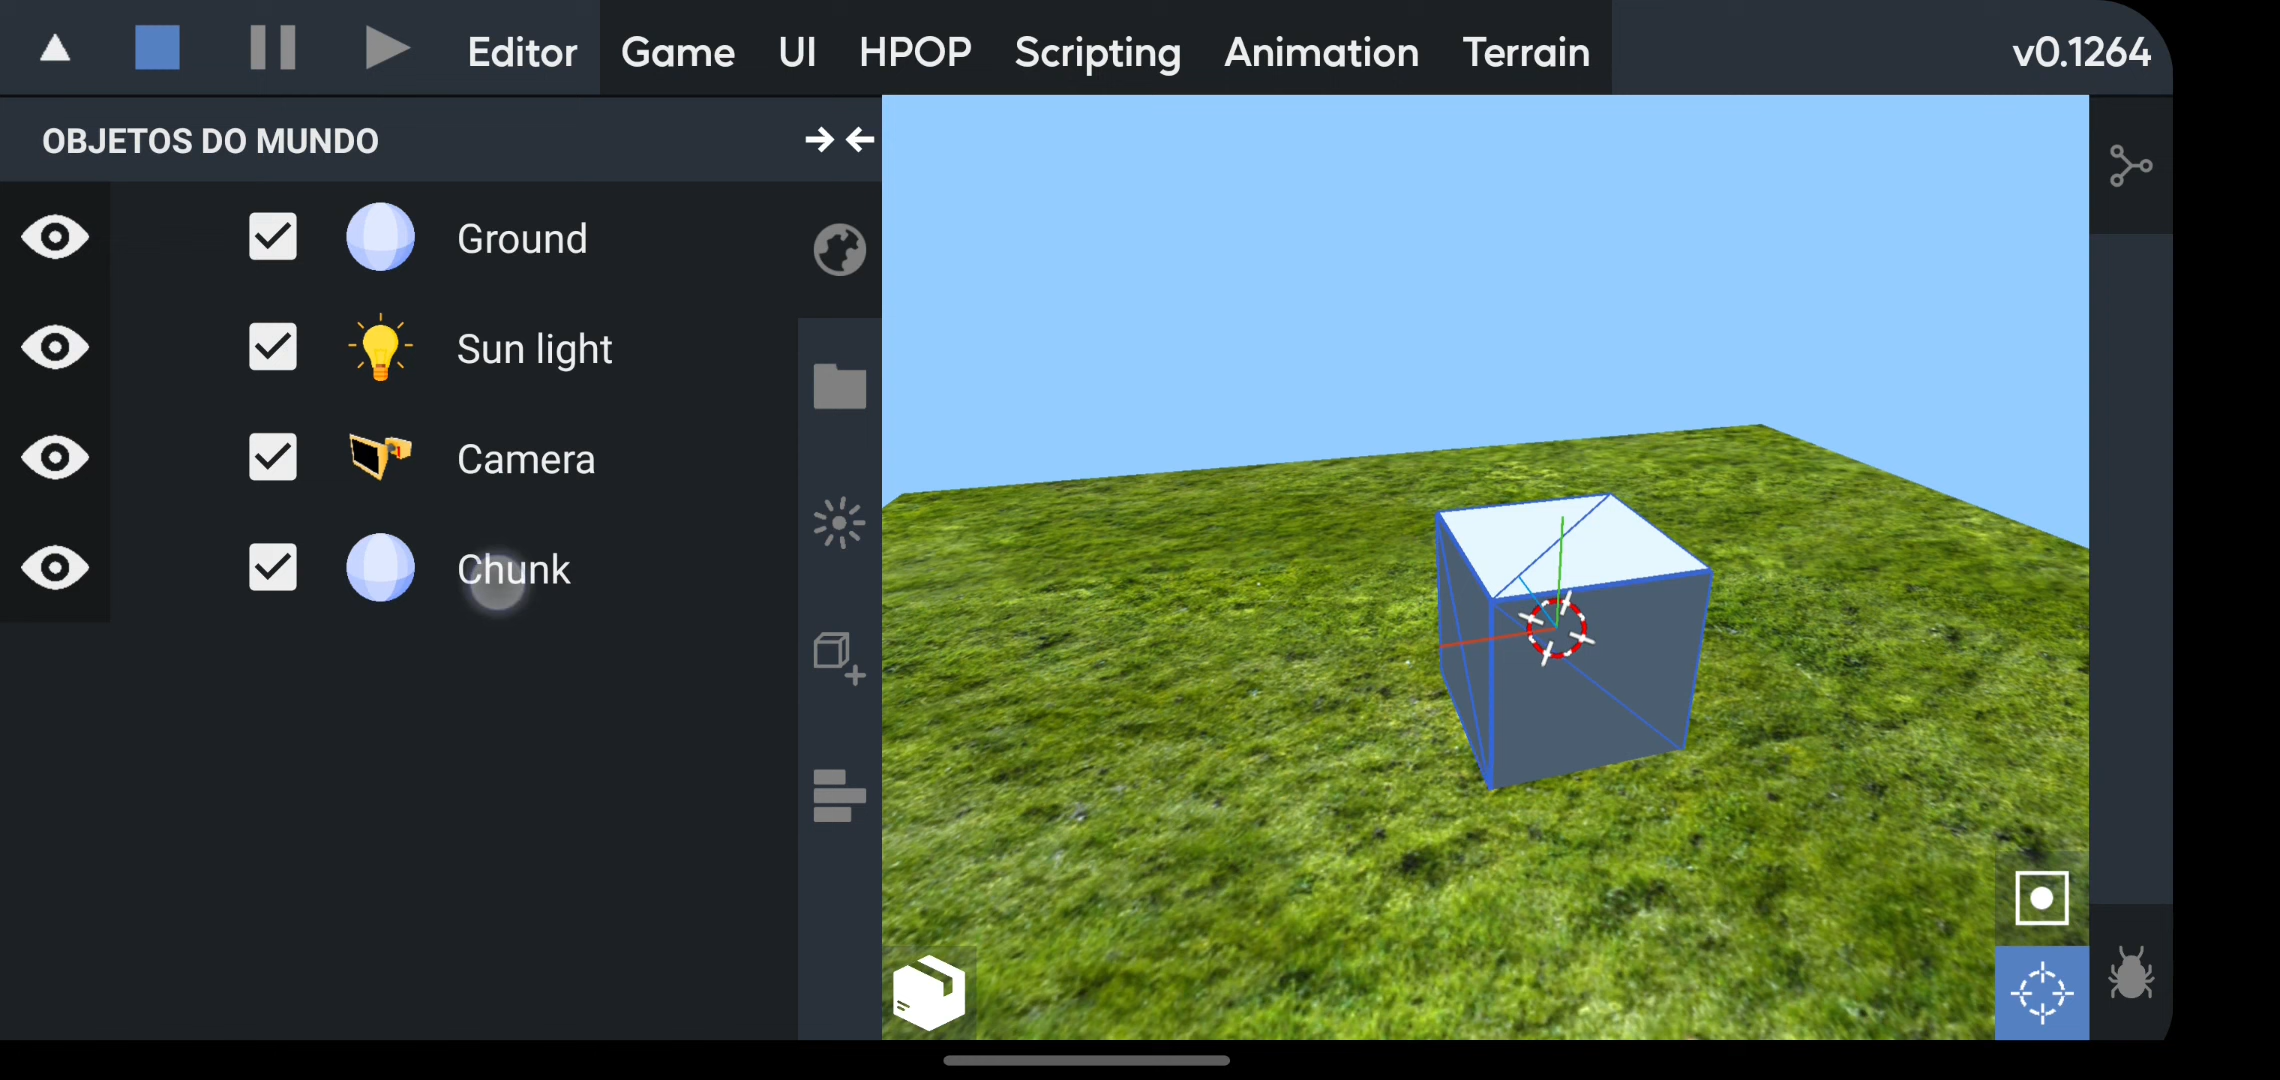 Editor Game UI HPOP Scripting Animation Terrain v0.1264
OBJETOS DO MUNDO
Ground
Sun light
Camera
Chunk